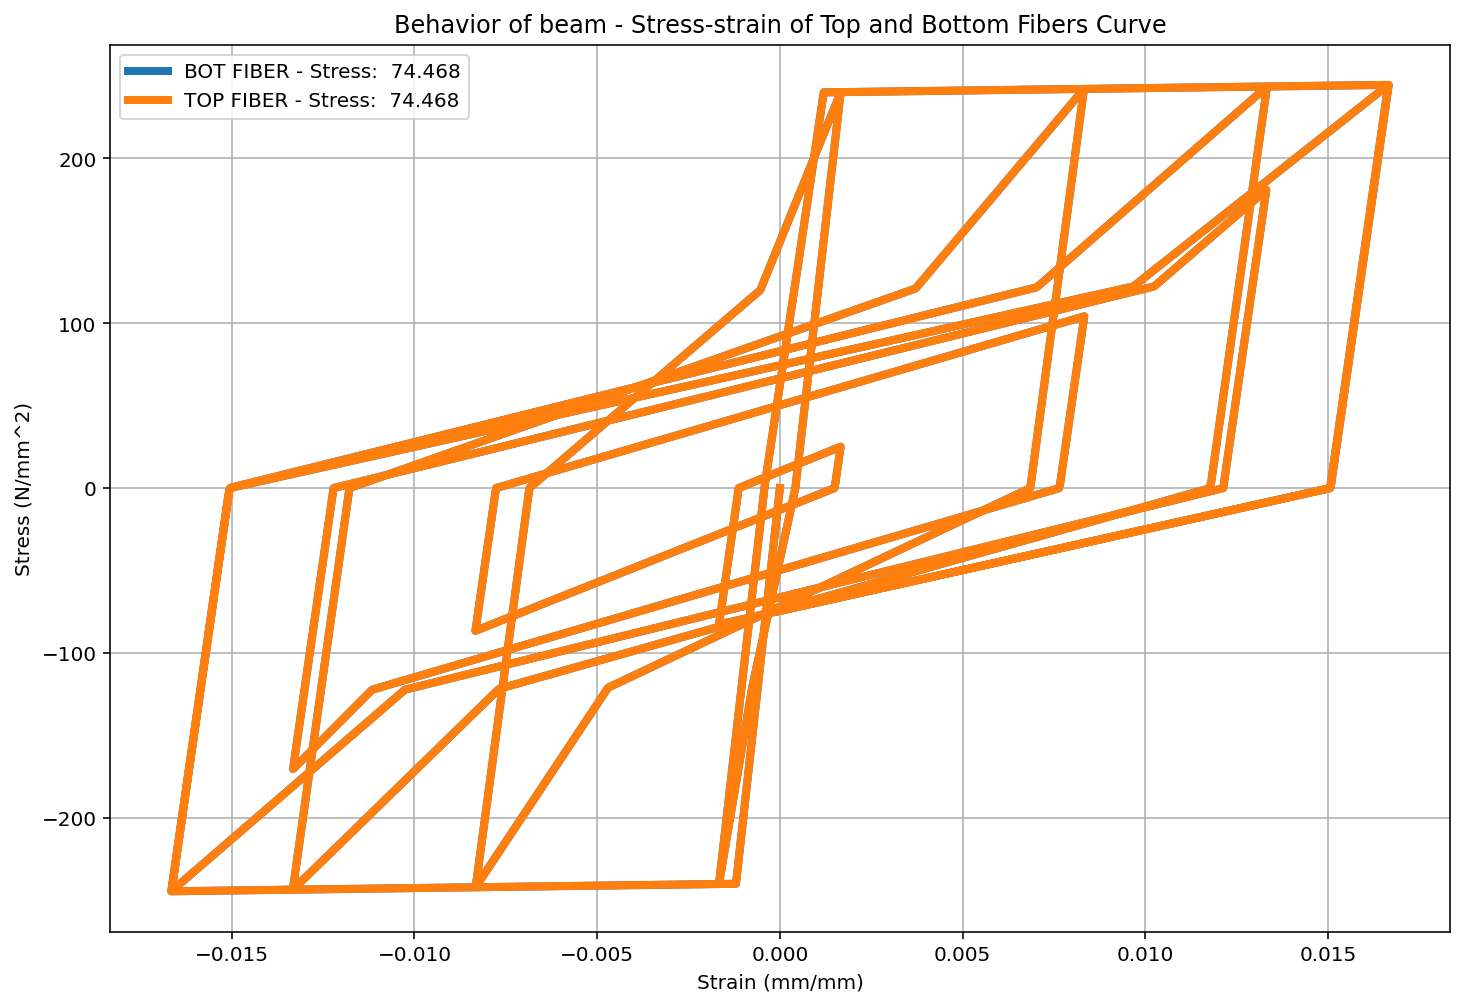 Behavior of beam - Stress-strain of Top and Bottom Fibers Curve
BOT FIBER - Stress:  74.468
TOP FIBER - Stress:  74.468
Stress (N/mm^2)
200
100
0
−100
−200
−0.015
−0.010
−0.005
0.000
0.005
0.010
0.015
Strain (mm/mm)